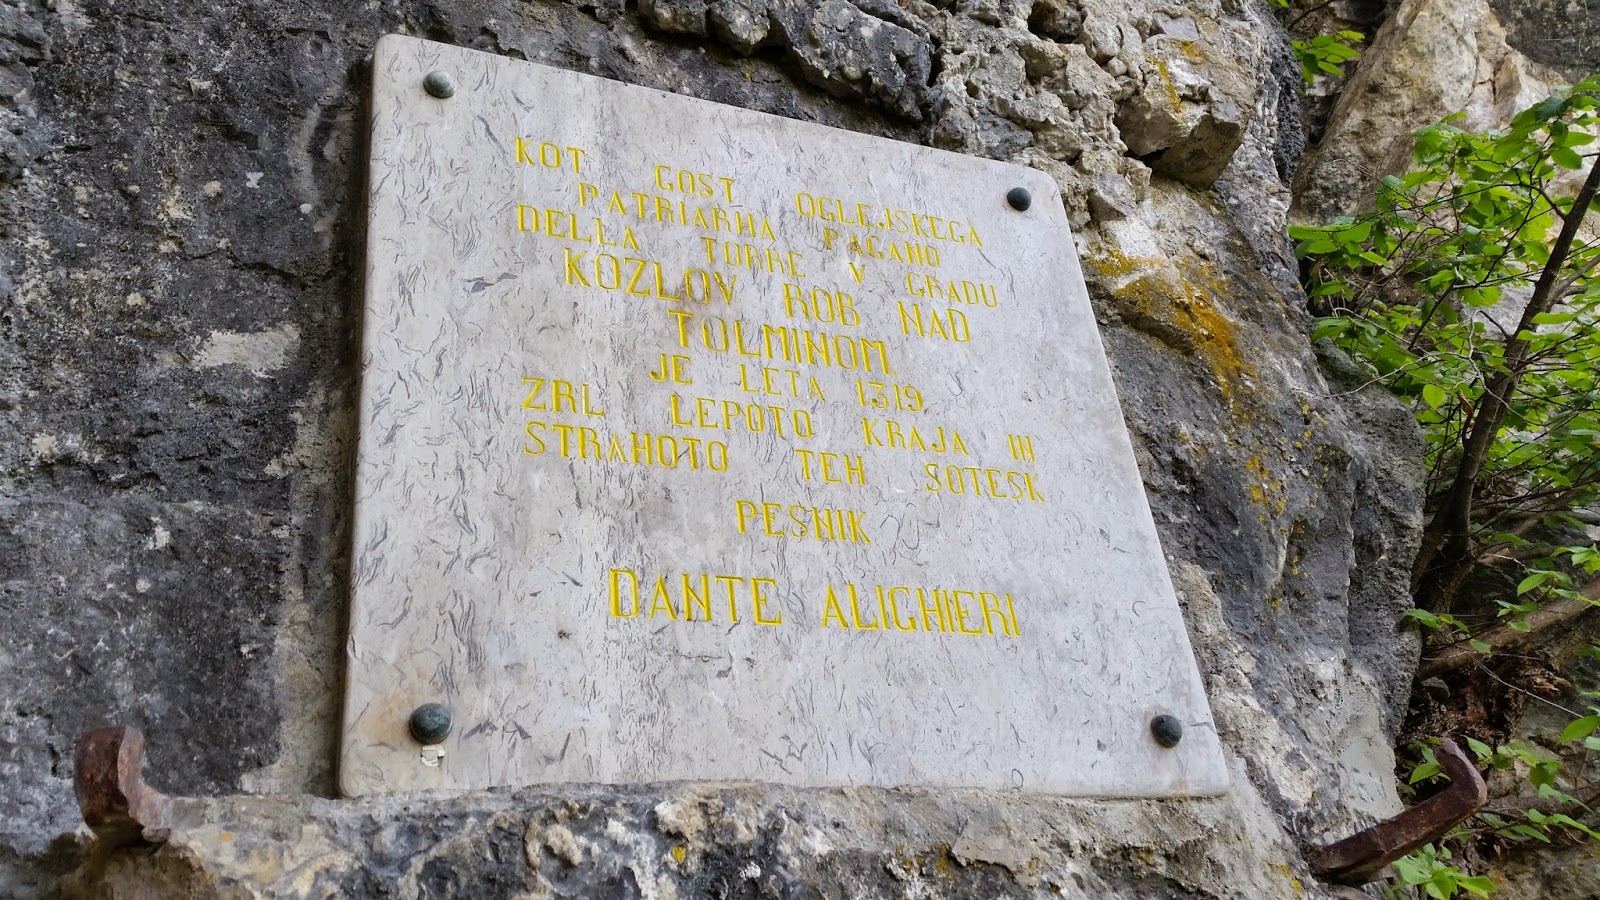 KOT GOST OGLEJSKEGA
PATRIARHA PAGANO
DELLA TORRE V GRADU
KOZLOV ROB NAD
TOLMINOM
JE LETA 1319
ZRL LEPOTO KRAJA IN
STRAHOTO TEH SOTESK
PESNIK
DANTE ALIGHIERI